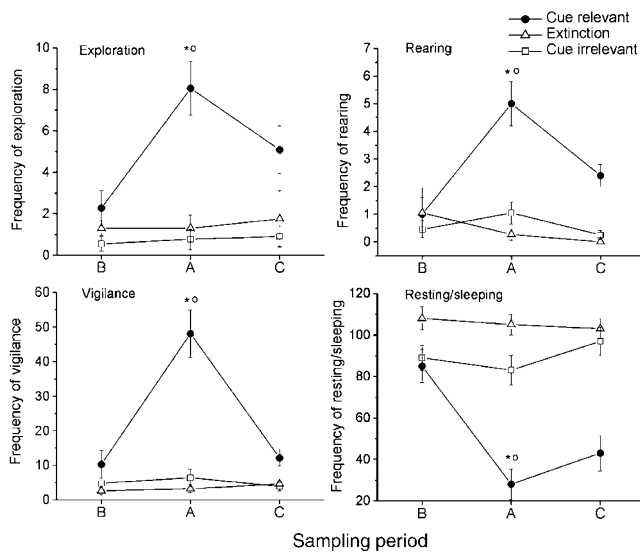 Cue relevant
Extinction
Cue irrelevant
Exploration
*o
Frequency of exploration
10
8
6
4
2
0
B A C
Rearing
* o
Frequency of rearing
7
6
5
4
3
2
1
0
B A C
Vigilance
*o
Frequency of vigilance
60
50
40
30
20
10
0
B A C
Resting/sleeping
*o
Frequency of resting/sleeping
120
100
80
60
40
20
B A C
Sampling period